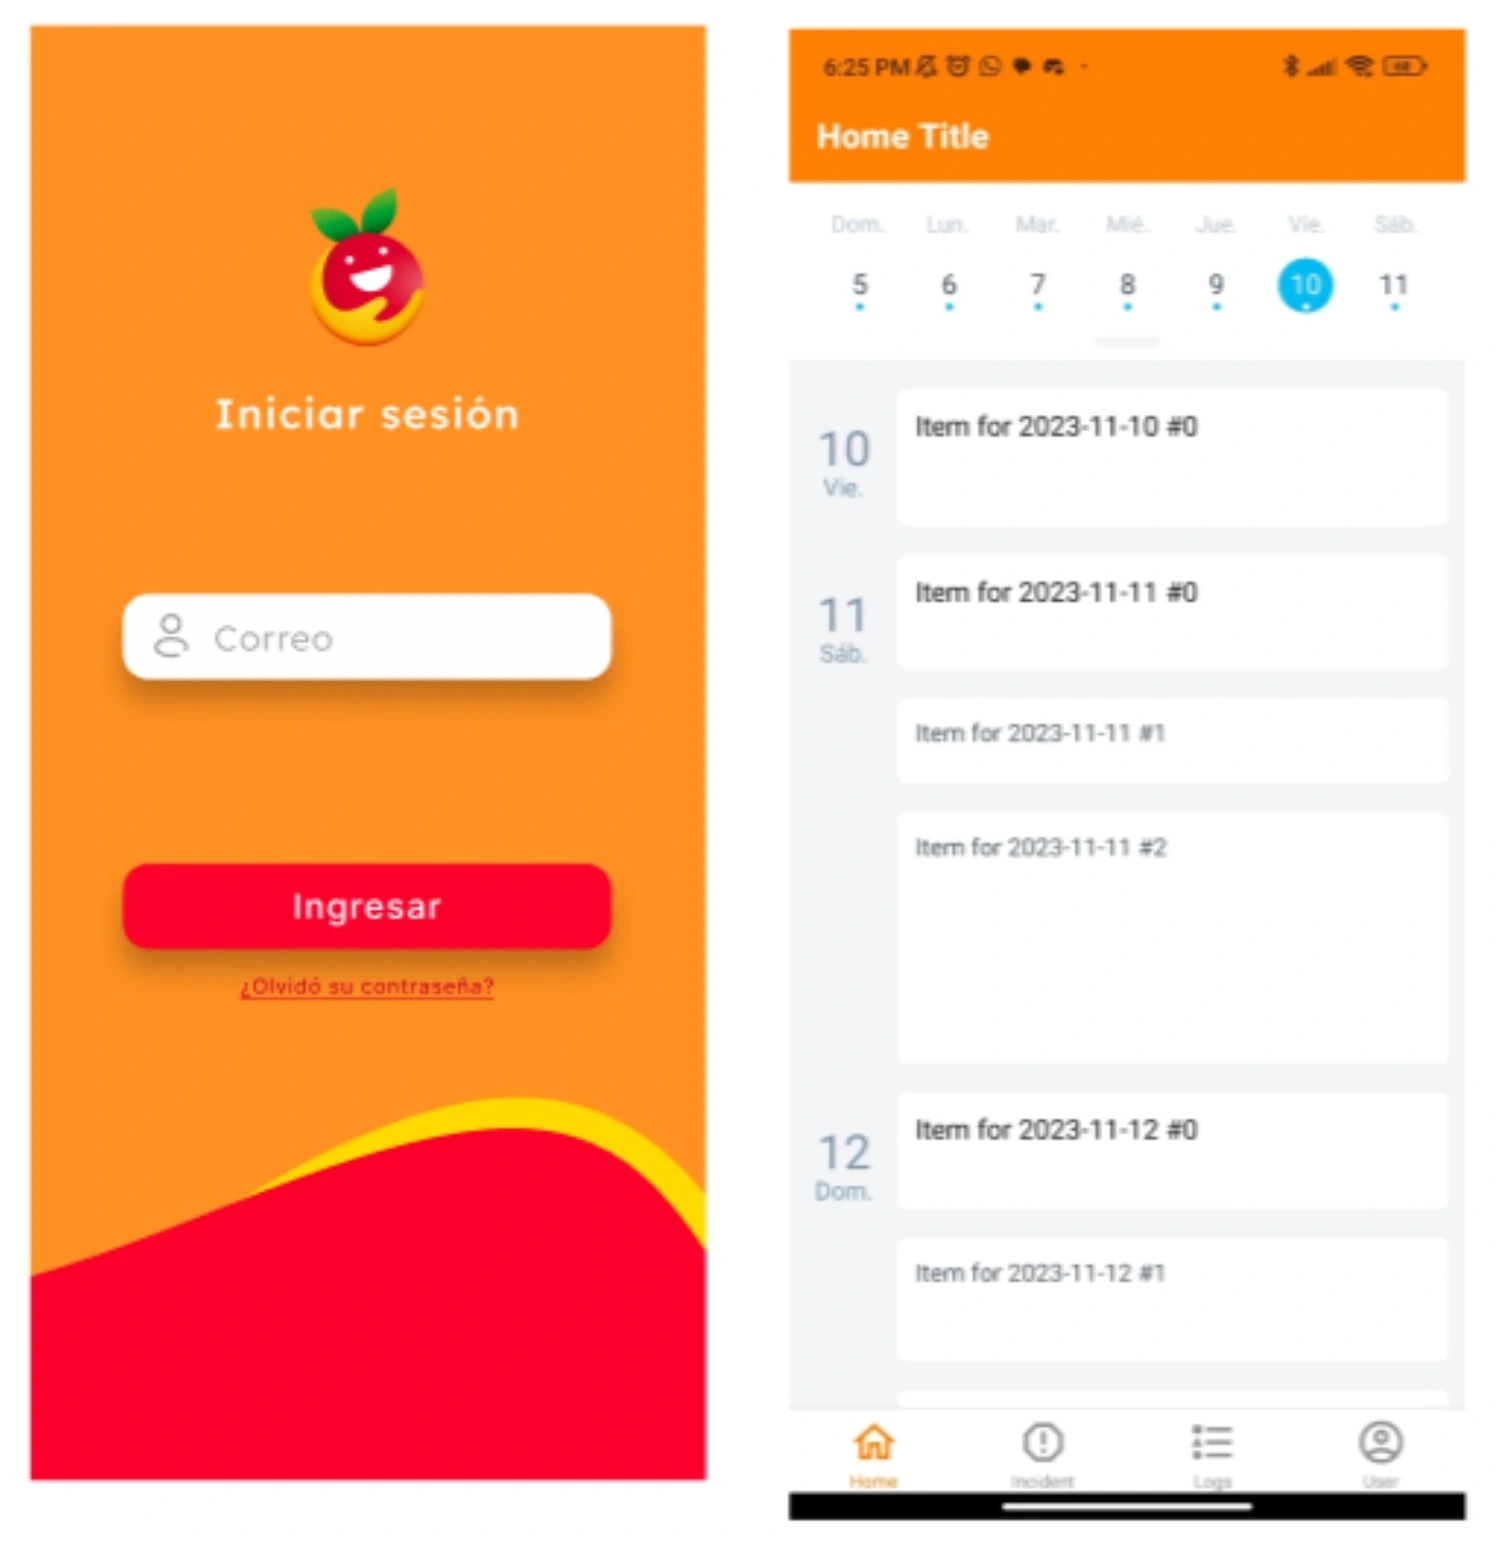 Iniciar sesión
Correo
Ingresar
¿Olvidó su contraseña?
6:25 PM
68
Home Title
Dom. Lun. Mar. Mié. Jue. Vie. Sáb.
5 6 7 8 9 10 11
10
Vie.
Item for 2023-11-10 #0
11
Sáb.
Item for 2023-11-11 #0
Item for 2023-11-11 #1
Item for 2023-11-11 #2
12
Dom.
Item for 2023-11-12 #0
Item for 2023-11-12 #1
Home Incident Logs User